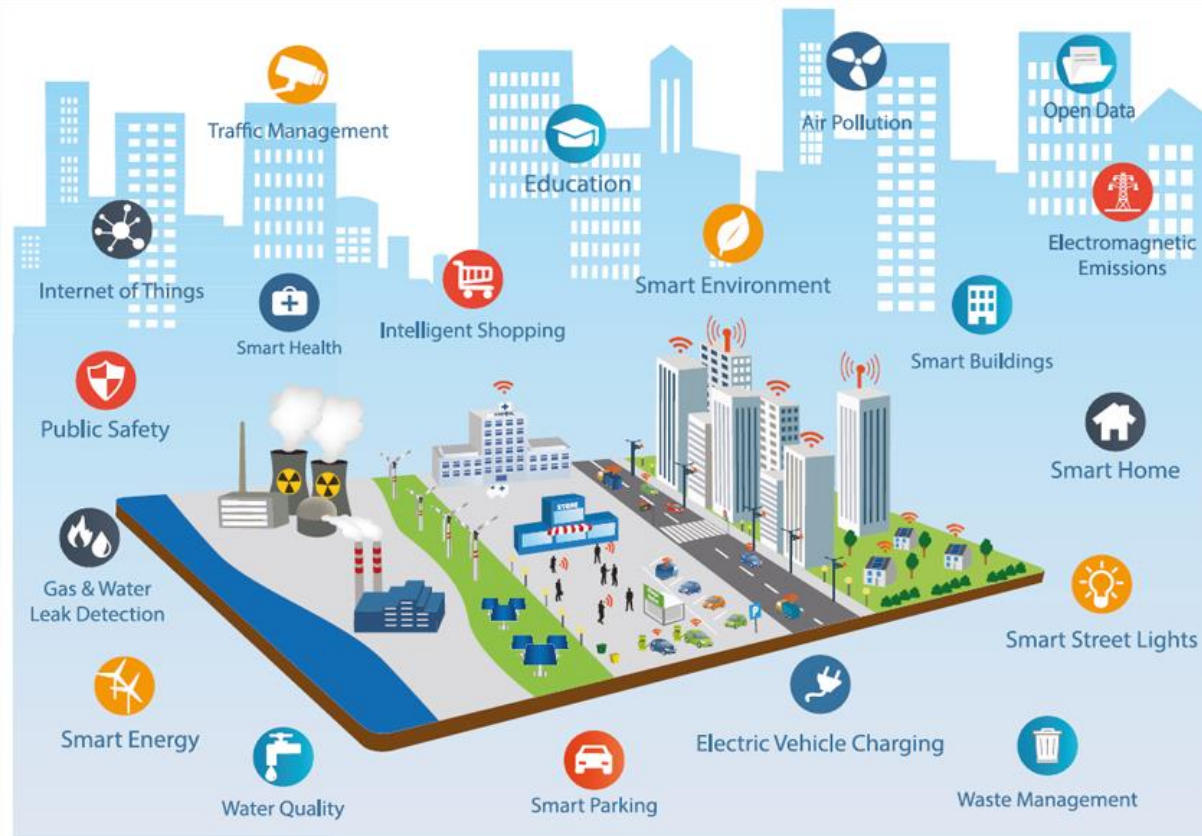 Traffic Management
Education
Air Pollution
Open Data
Internet of Things
Smart Health
Intelligent Shopping
Smart Environment
Electromagnetic
Emissions
Smart Buildings
Public Safety
Smart Home
STORE
P
Gas & Water
Leak Detection
Smart Street Lights
Smart Energy
Water Quality
Smart Parking
Electric Vehicle Charging
Waste Management